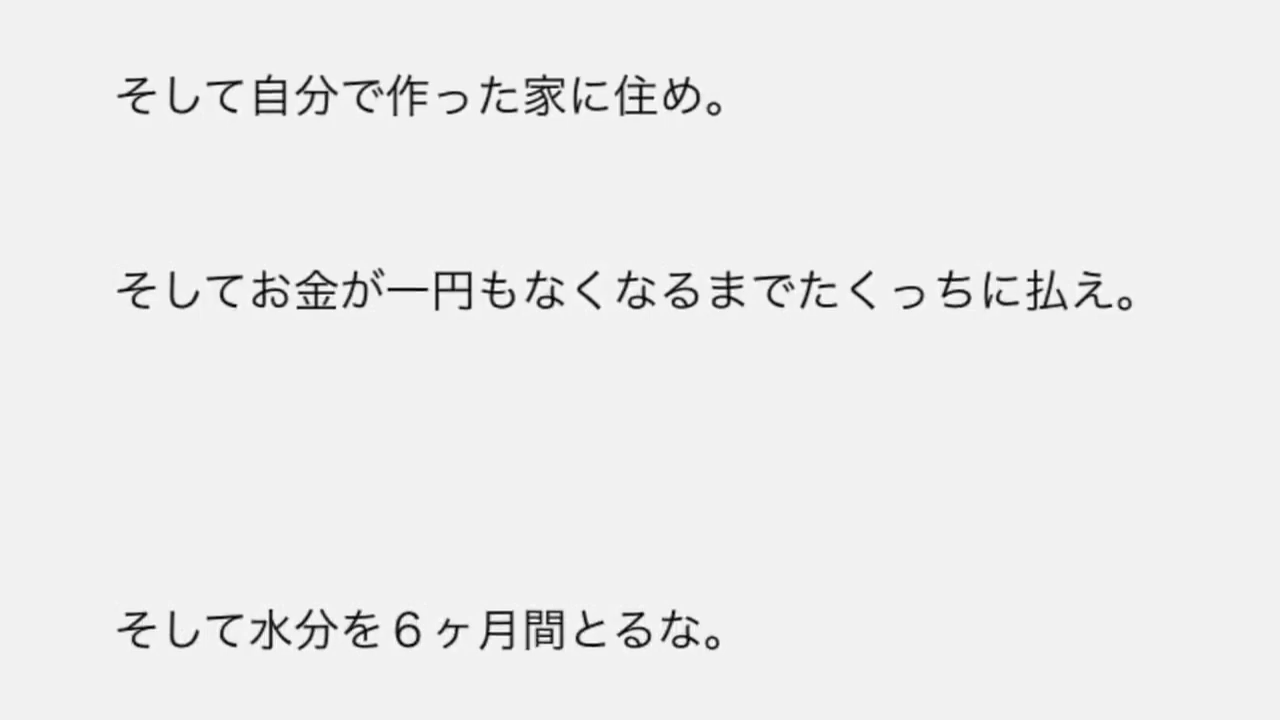 そして自分で作った家に住め。
そしてお金が一円もなくなるまでたくっちに払え。
そして水分を６ヶ月間とるな。